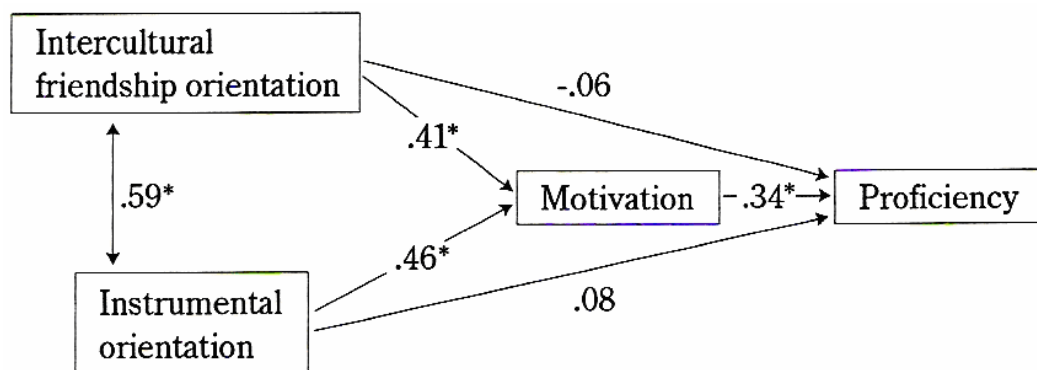 Intercultural
friendship orientation
-.06
.41*
.59*
Motivation
.34*
Proficiency
.46*
Instrumental
orientation
.08